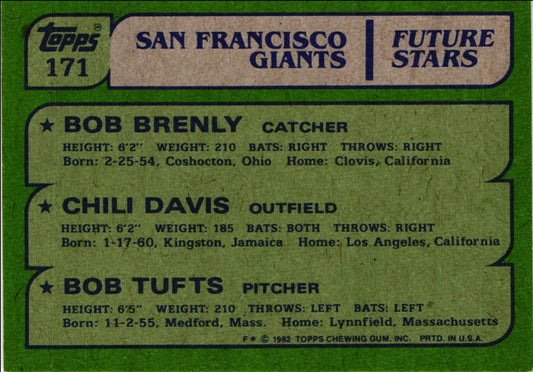 Topps
171
SAN FRANCISCO
GIANTS
FUTURE
STARS
★ BOB BRENLY CATCHER
HEIGHT: 6'2" WEIGHT: 210 BATS: RIGHT THROWS: RIGHT
Born: 2-25-54, Coshocton, Ohio Home: Clovis, California
★ CHILI DAVIS OUTFIELD
HEIGHT: 6'2" WEIGHT: 185 BATS: BOTH THROWS: RIGHT
Born: 1-17-60, Kingston, Jamaica Home: Los Angeles, California
★ BOB TUFTS PITCHER
HEIGHT: 6'5" WEIGHT: 210 THROWS: LEFT BATS: LEFT
Born: 11-2-55, Medford, Mass. Home: Lynnfield, Massachusetts
F✶ © 1982 TOPPS CHEWING GUM, INC. PRTD. IN U.S.A.